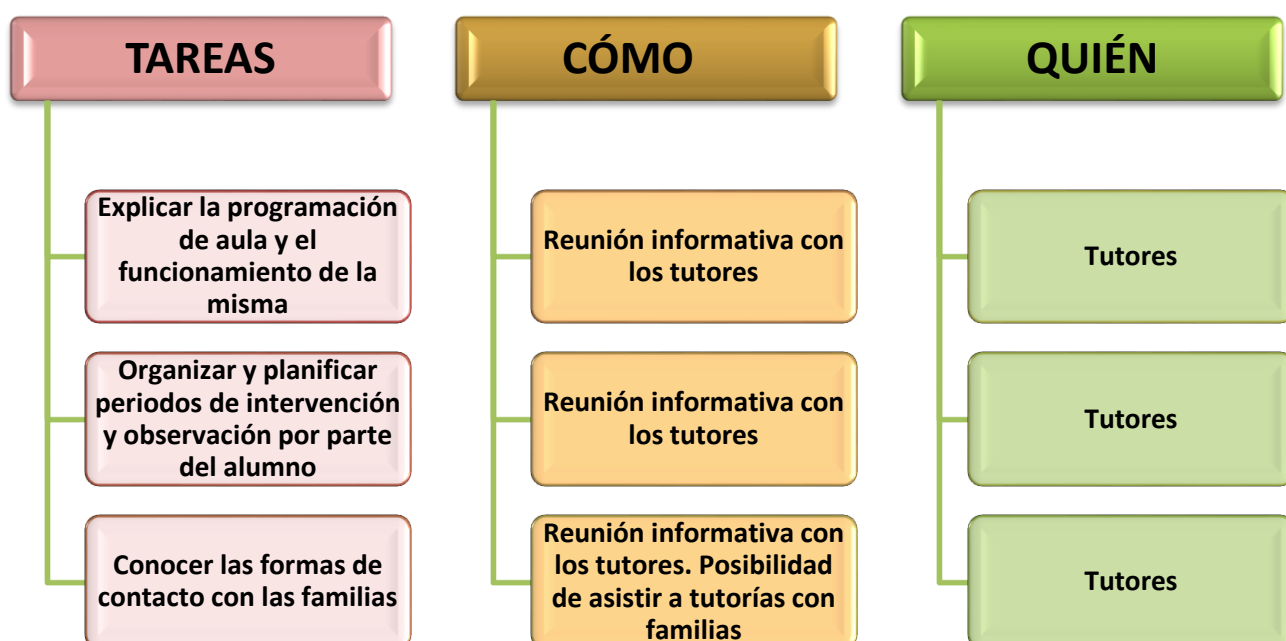 TAREAS
CÓMO
QUIÉN
Explicar la programación
de aula y el
funcionamiento de la
misma
Reunión informativa con
los tutores
Tutores
Organizar y planificar
periodos de intervención
y observación por parte
del alumno
Reunión informativa con
los tutores
Tutores
Conocer las formas de
contacto con las familias
Reunión informativa con
los tutores. Posibilidad
de asistir a tutorías con
familias
Tutores